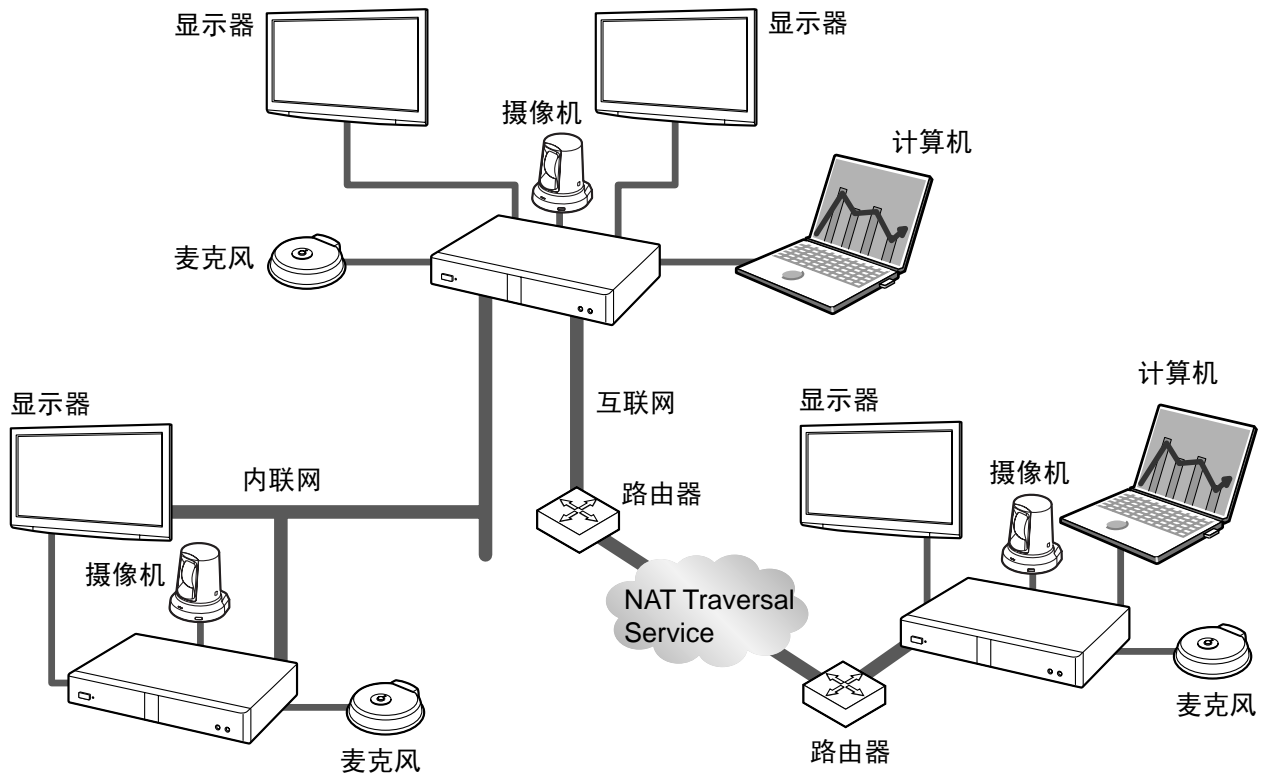 显示器
显示器
摄像机
计算机
麦克风
互联网
计算机
显示器
显示器
内联网
路由器
摄像机
摄像机
NAT Traversal
Service
麦克风
路由器
麦克风